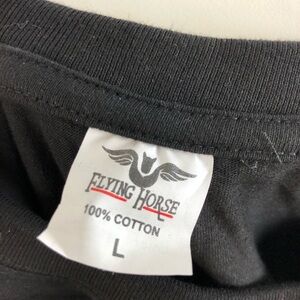 FLYING HORSE
100% COTTON
L